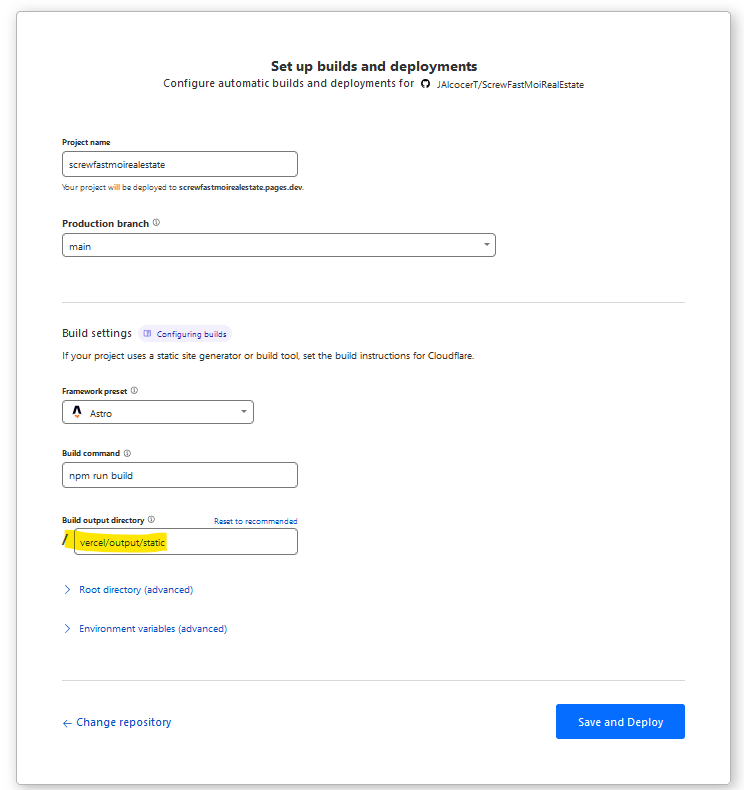 Set up builds and deployments
Configure automatic builds and deployments for JAlcocerT/ScrewFastMoiRealEstate
Project name
screwfastmoirealestate
Your project will be deployed to screwfastmoirealestate.pages.dev.
Production branch
main
Build settings Configuring builds
If your project uses a static site generator or build tool, set the build instructions for Cloudflare.
Framework preset
Astro
Build command
npm run build
Build output directory Reset to recommended
/ vercel/output/static
Root directory (advanced)
Environment variables (advanced)
← Change repository Save and Deploy